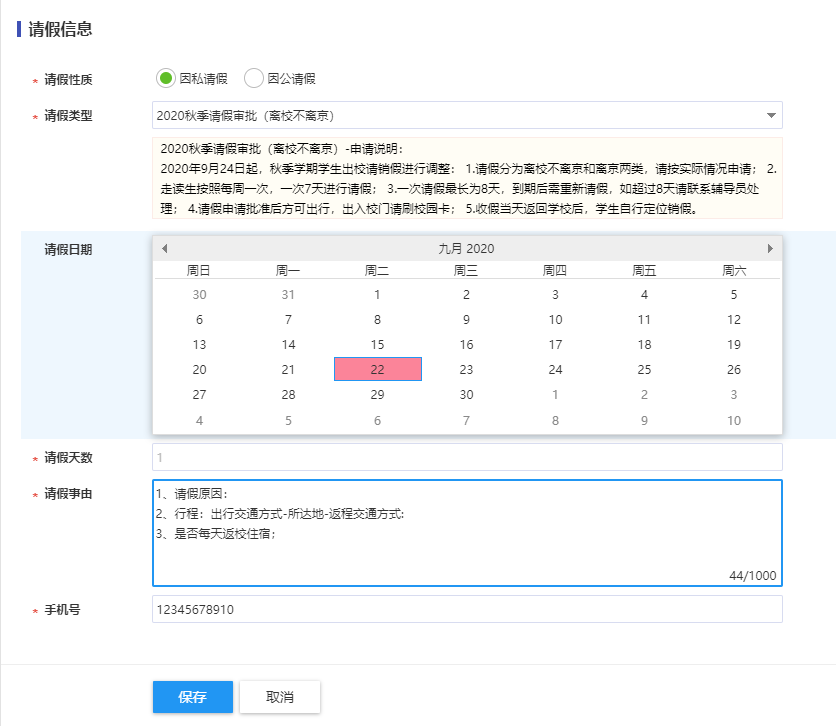 请假信息
* 请假性质 因私请假 因公请假
* 请假类型 2020秋季请假审批（离校不离京）
2020秋季请假审批（离校不离京）-申请说明：
2020年9月24日起，秋季学期学生出校请销假进行调整： 1.请假分为离校不离京和离京两类，请按实际情况申请； 2.
走读生按照每周一次，一次7天进行请假； 3.一次请假最长为8天，到期后需重新请假，如超过8天请联系辅导员处
理； 4.请假申请批准后方可出行，出入校门请刷校园卡； 5.收假当天返回学校后，学生自行定位销假。
请假日期 九月 2020
周日 周一 周二 周三 周四 周五 周六
30 31 1 2 3 4 5
6 7 8 9 10 11 12
13 14 15 16 17 18 19
20 21 22 23 24 25 26
27 28 29 30 1 2 3
4 5 6 7 8 9 10
* 请假天数 1
* 请假事由 1、请假原因：
2、行程：出行交通方式-所达地-返程交通方式:
3、是否每天返校住宿；
44/1000
* 手机号 12345678910
保存 取消